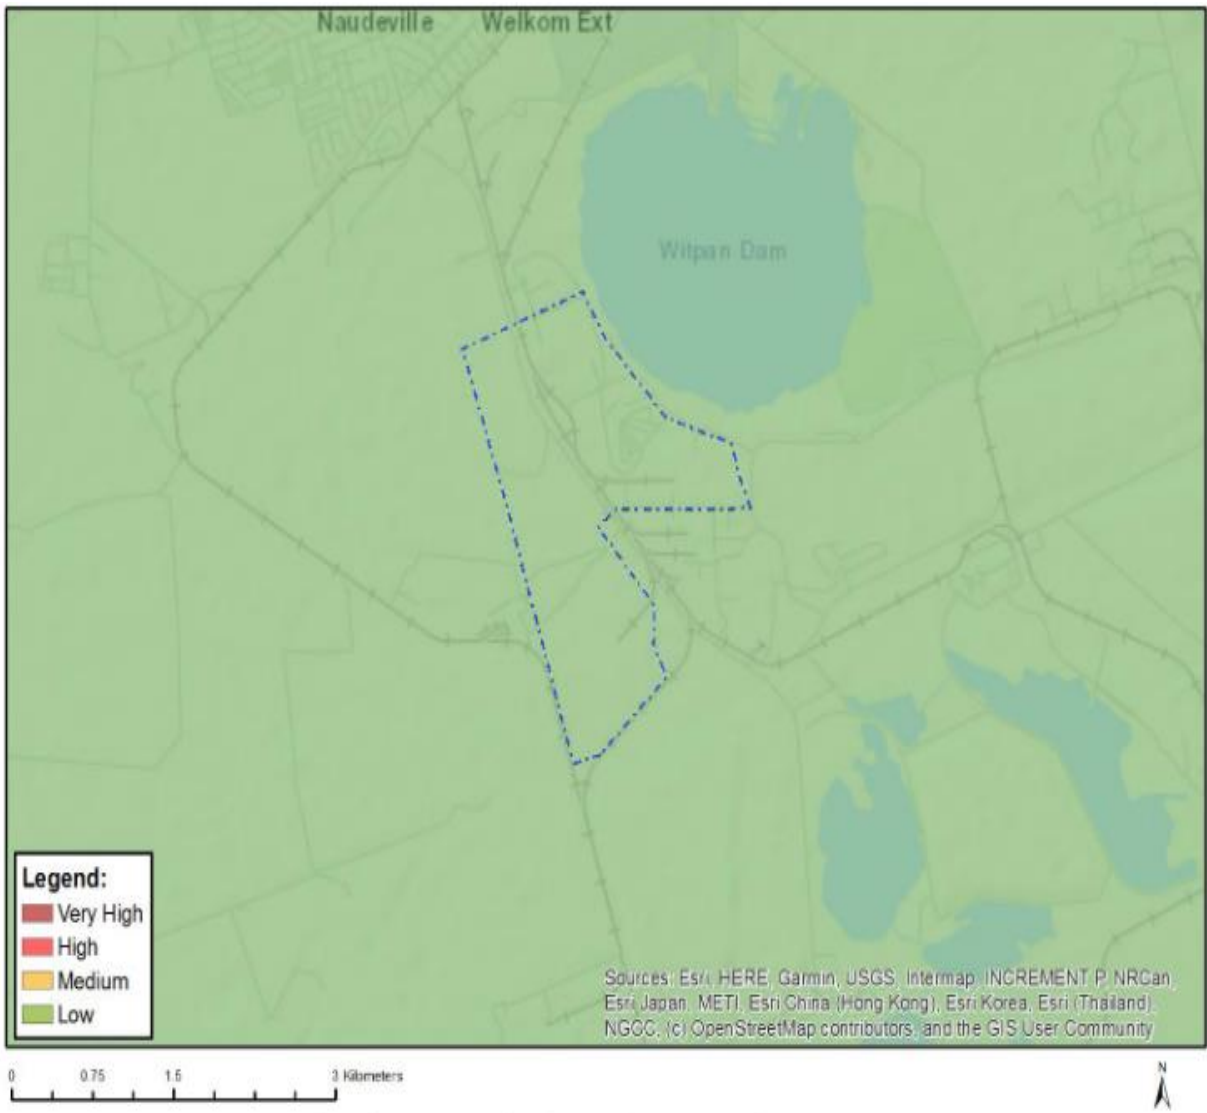 Naudeville Welkom Ext
Witpan Dam
Legend:
Very High
High
Medium
Low
Sources: Esri, HERE, Garmin, USGS, Intermap, INCREMENT P, NRCan,
Esri Japan, METI, Esri China (Hong Kong), Esri Korea, Esri (Thailand),
NGCC, (c) OpenStreetMap contributors, and the GIS User Community
0 0.75 1.5 3 Kilometers
N